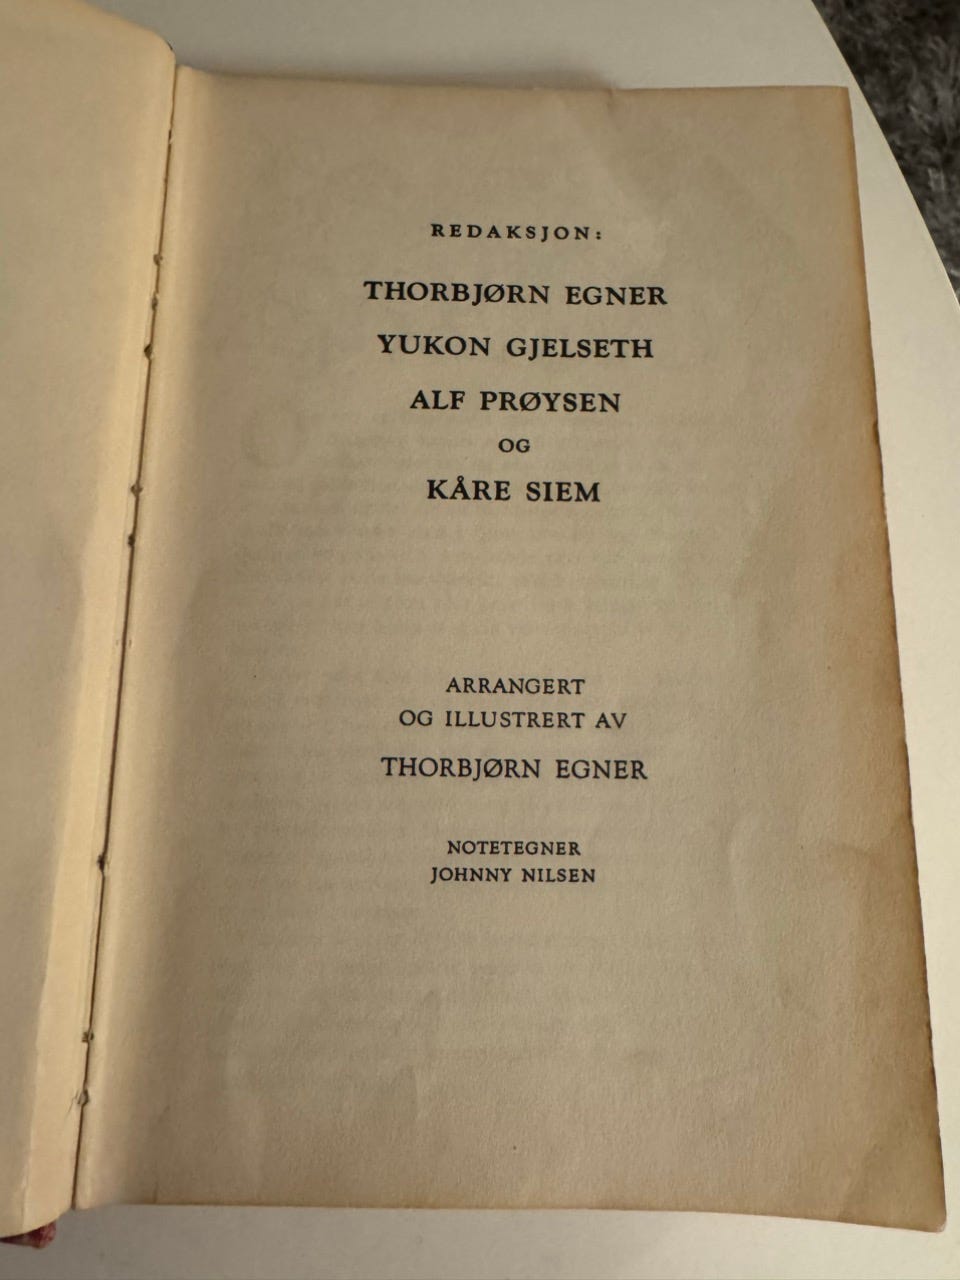 REDAKSJON:
THORBJØRN EGNER
YUKON GJELSETH
ALF PRØYSEN
OG
KÅRE SIEM
ARRANGERT
OG ILLUSTRERT AV
THORBJØRN EGNER
NOTETEGNER
JOHNNY NILSEN